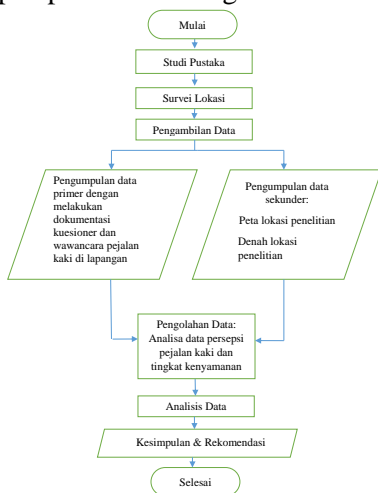 Mulai
Studi Pustaka
Survei Lokasi
Pengambilan Data
Pengumpulan data
primer dengan
melakukan
dokumentasi
kuesioner dan
wawancara pejalan
kaki di lapangan
Pengumpulan data
sekunder:
Peta lokasi penelitian
Denah lokasi
penelitian
Pengolahan Data:
Analisa data persepsi
pejalan kaki dan
tingkat kenyamanan
Analisis Data
Kesimpulan & Rekomendasi
Selesai